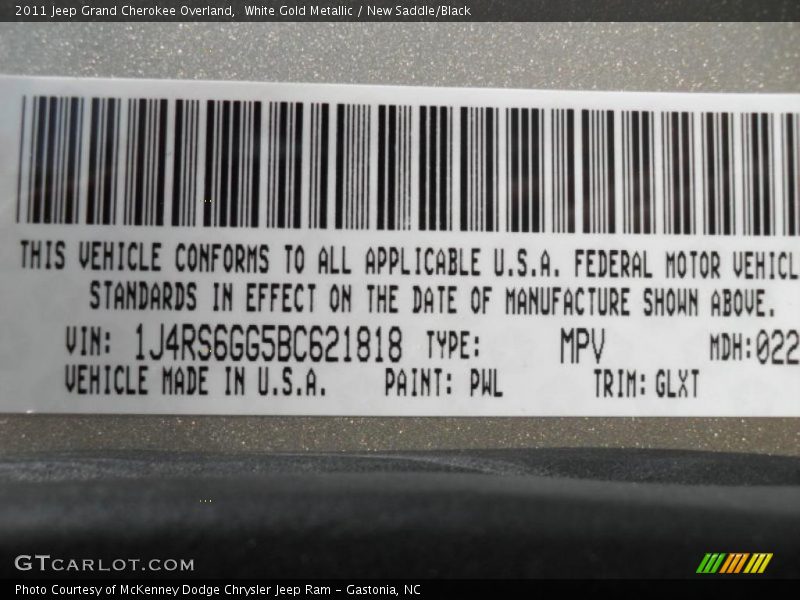 2011 Jeep Grand Cherokee Overland, White Gold Metallic / New Saddle/Black
THIS VEHICLE CONFORMS TO ALL APPLICABLE U.S.A. FEDERAL MOTOR VEHICL
STANDARDS IN EFFECT ON THE DATE OF MANUFACTURE SHOWN ABOVE.
VIN: 1J4RS6GG5BC621818 TYPE: MPV MDH:022
VEHICLE MADE IN U.S.A. PAINT: PWL TRIM: GLXT
GTCARLOT.COM
Photo Courtesy of McKenney Dodge Chrysler Jeep Ram - Gastonia, NC